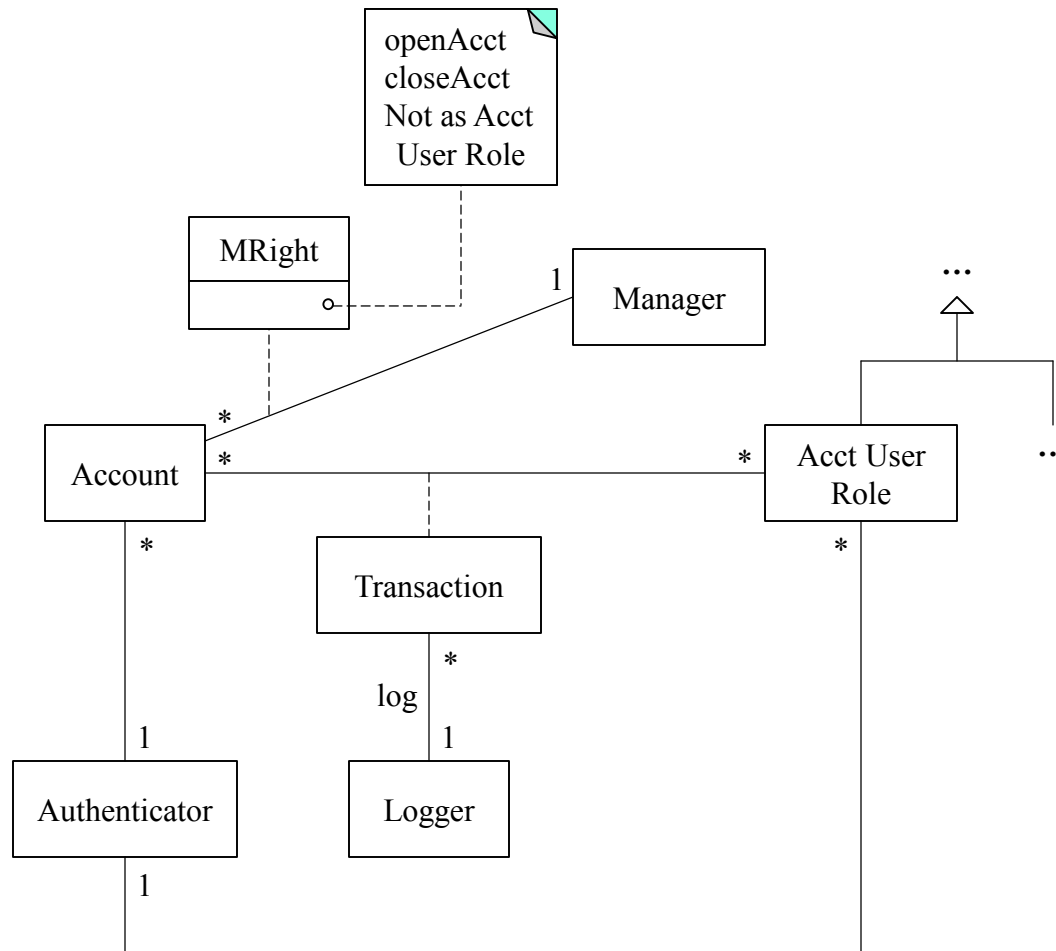 openAcct
closeAcct
Not as Acct
User Role
MRight
1
Manager
...
*
Account
*
*
Acct User
Role
..
*
*
Transaction
*
log
1
1
Authenticator
Logger
1